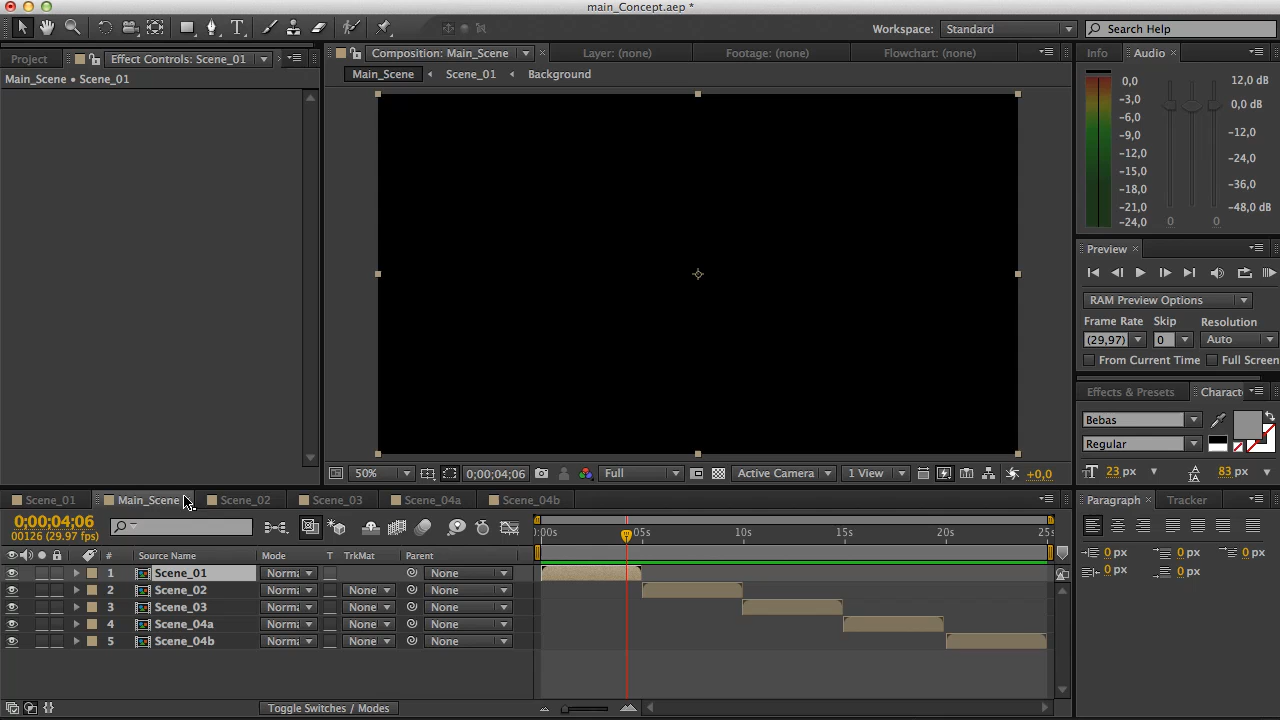 main_Concept.aep *
Workspace: Standard
Search Help
Project
Effect Controls: Scene_01
Main_Scene • Scene_01
Composition: Main_Scene
Layer: (none)
Footage: (none)
Flowchart: (none)
Main_Scene
Scene_01
Background
Info
Audio
0,0
-3,0
-6,0
-9,0
-12,0
-15,0
-18,0
-21,0
-24,0
12,0 dB
0,0 dB
-12,0
-24,0
-36,0
-48,0 dB
0
0
Preview
RAM Preview Options
Frame Rate Skip Resolution
(29,97) 0 Auto
From Current Time Full Screen
Effects & Presets
Charact
Bebas
Regular
23 px
83 px
50%
0;00;04;06
Full
Active Camera
1 View
+0,0
Scene_01
Main_Scene
Scene_02
Scene_03
Scene_04a
Scene_04b
0;00;04;06
00126 (29.97 fps)
):00s 05s 10s 15s 20s 25s
# Source Name Mode T TrkMat Parent
1 Scene_01 Norma None
2 Scene_02 Norma None None
3 Scene_03 Norma None None
4 Scene_04a Norma None None
5 Scene_04b Norma None None
Toggle Switches / Modes
Paragraph
Tracker
0 px
0 px
0 px
0 px
0 px